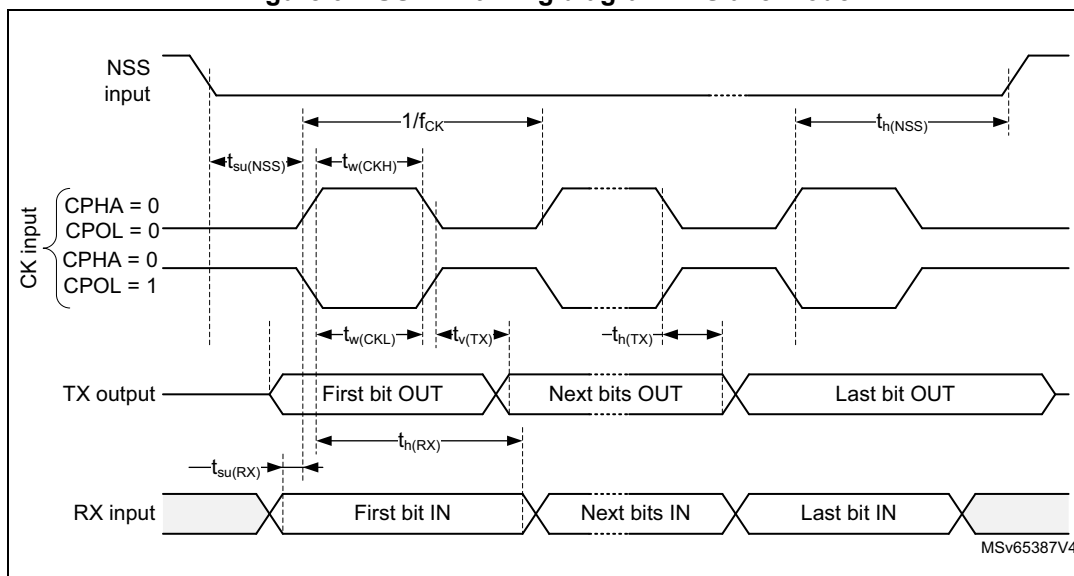 NSS
input
1/fCK
th(NSS)
tsu(NSS)
tw(CKH)
CK input
CPHA = 0
CPOL = 0
CPHA = 0
CPOL = 1
tw(CKL)
tv(TX)
th(TX)
TX output
First bit OUT
Next bits OUT
Last bit OUT
th(RX)
tsu(RX)
RX input
First bit IN
Next bits IN
Last bit IN
MSv65387V4